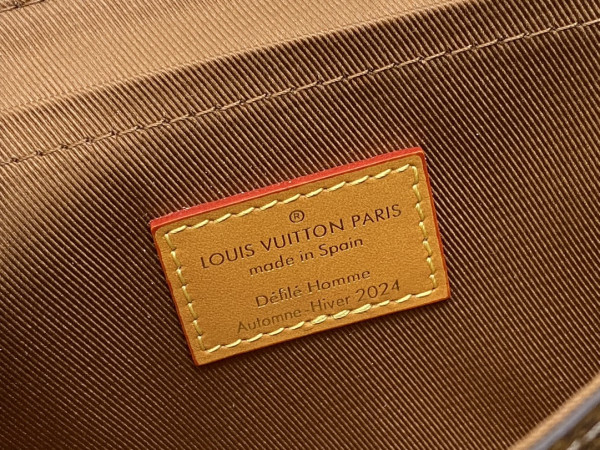 ®
LOUIS VUITTON PARIS
made in Spain
Défilé Homme
Automne-Hiver 2024